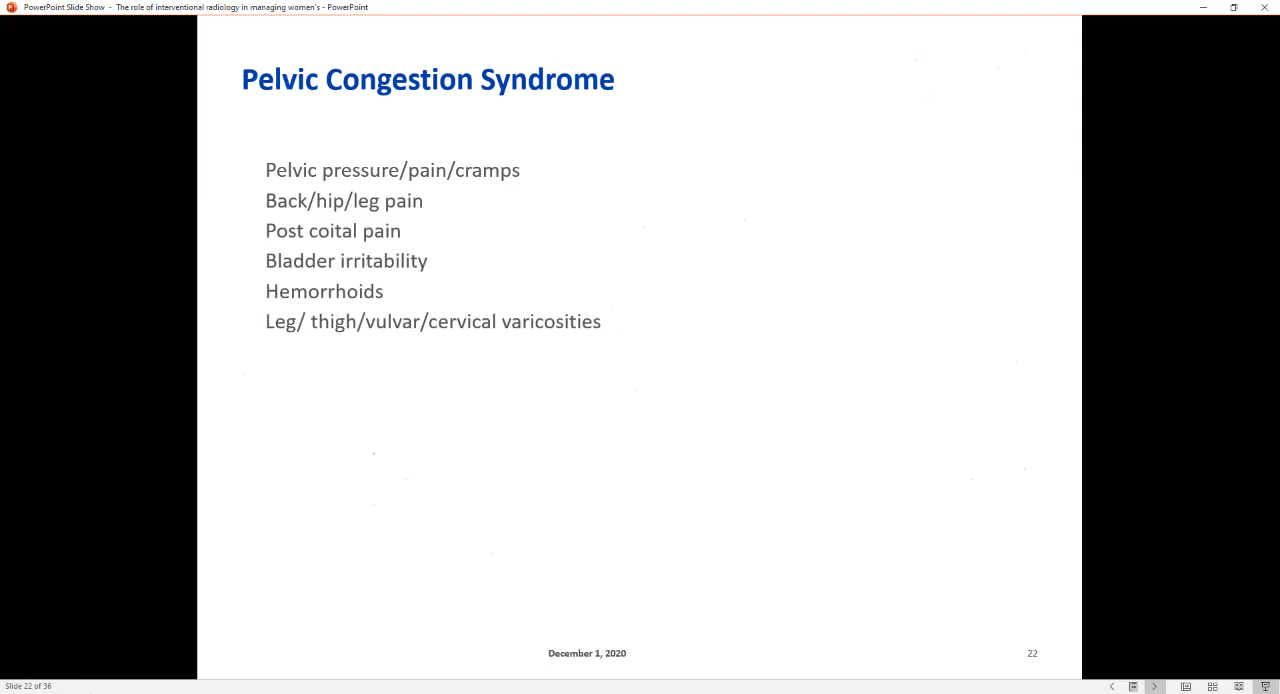 PowerPoint Slide Show - The role of interventional radiology in managing women's - PowerPoint
Pelvic Congestion Syndrome
Pelvic pressure/pain/cramps
Back/hip/leg pain
Post coital pain
Bladder irritability
Hemorrhoids
Leg/ thigh/vulvar/cervical varicosities
December 1, 2020
22
Slide 22 of 36